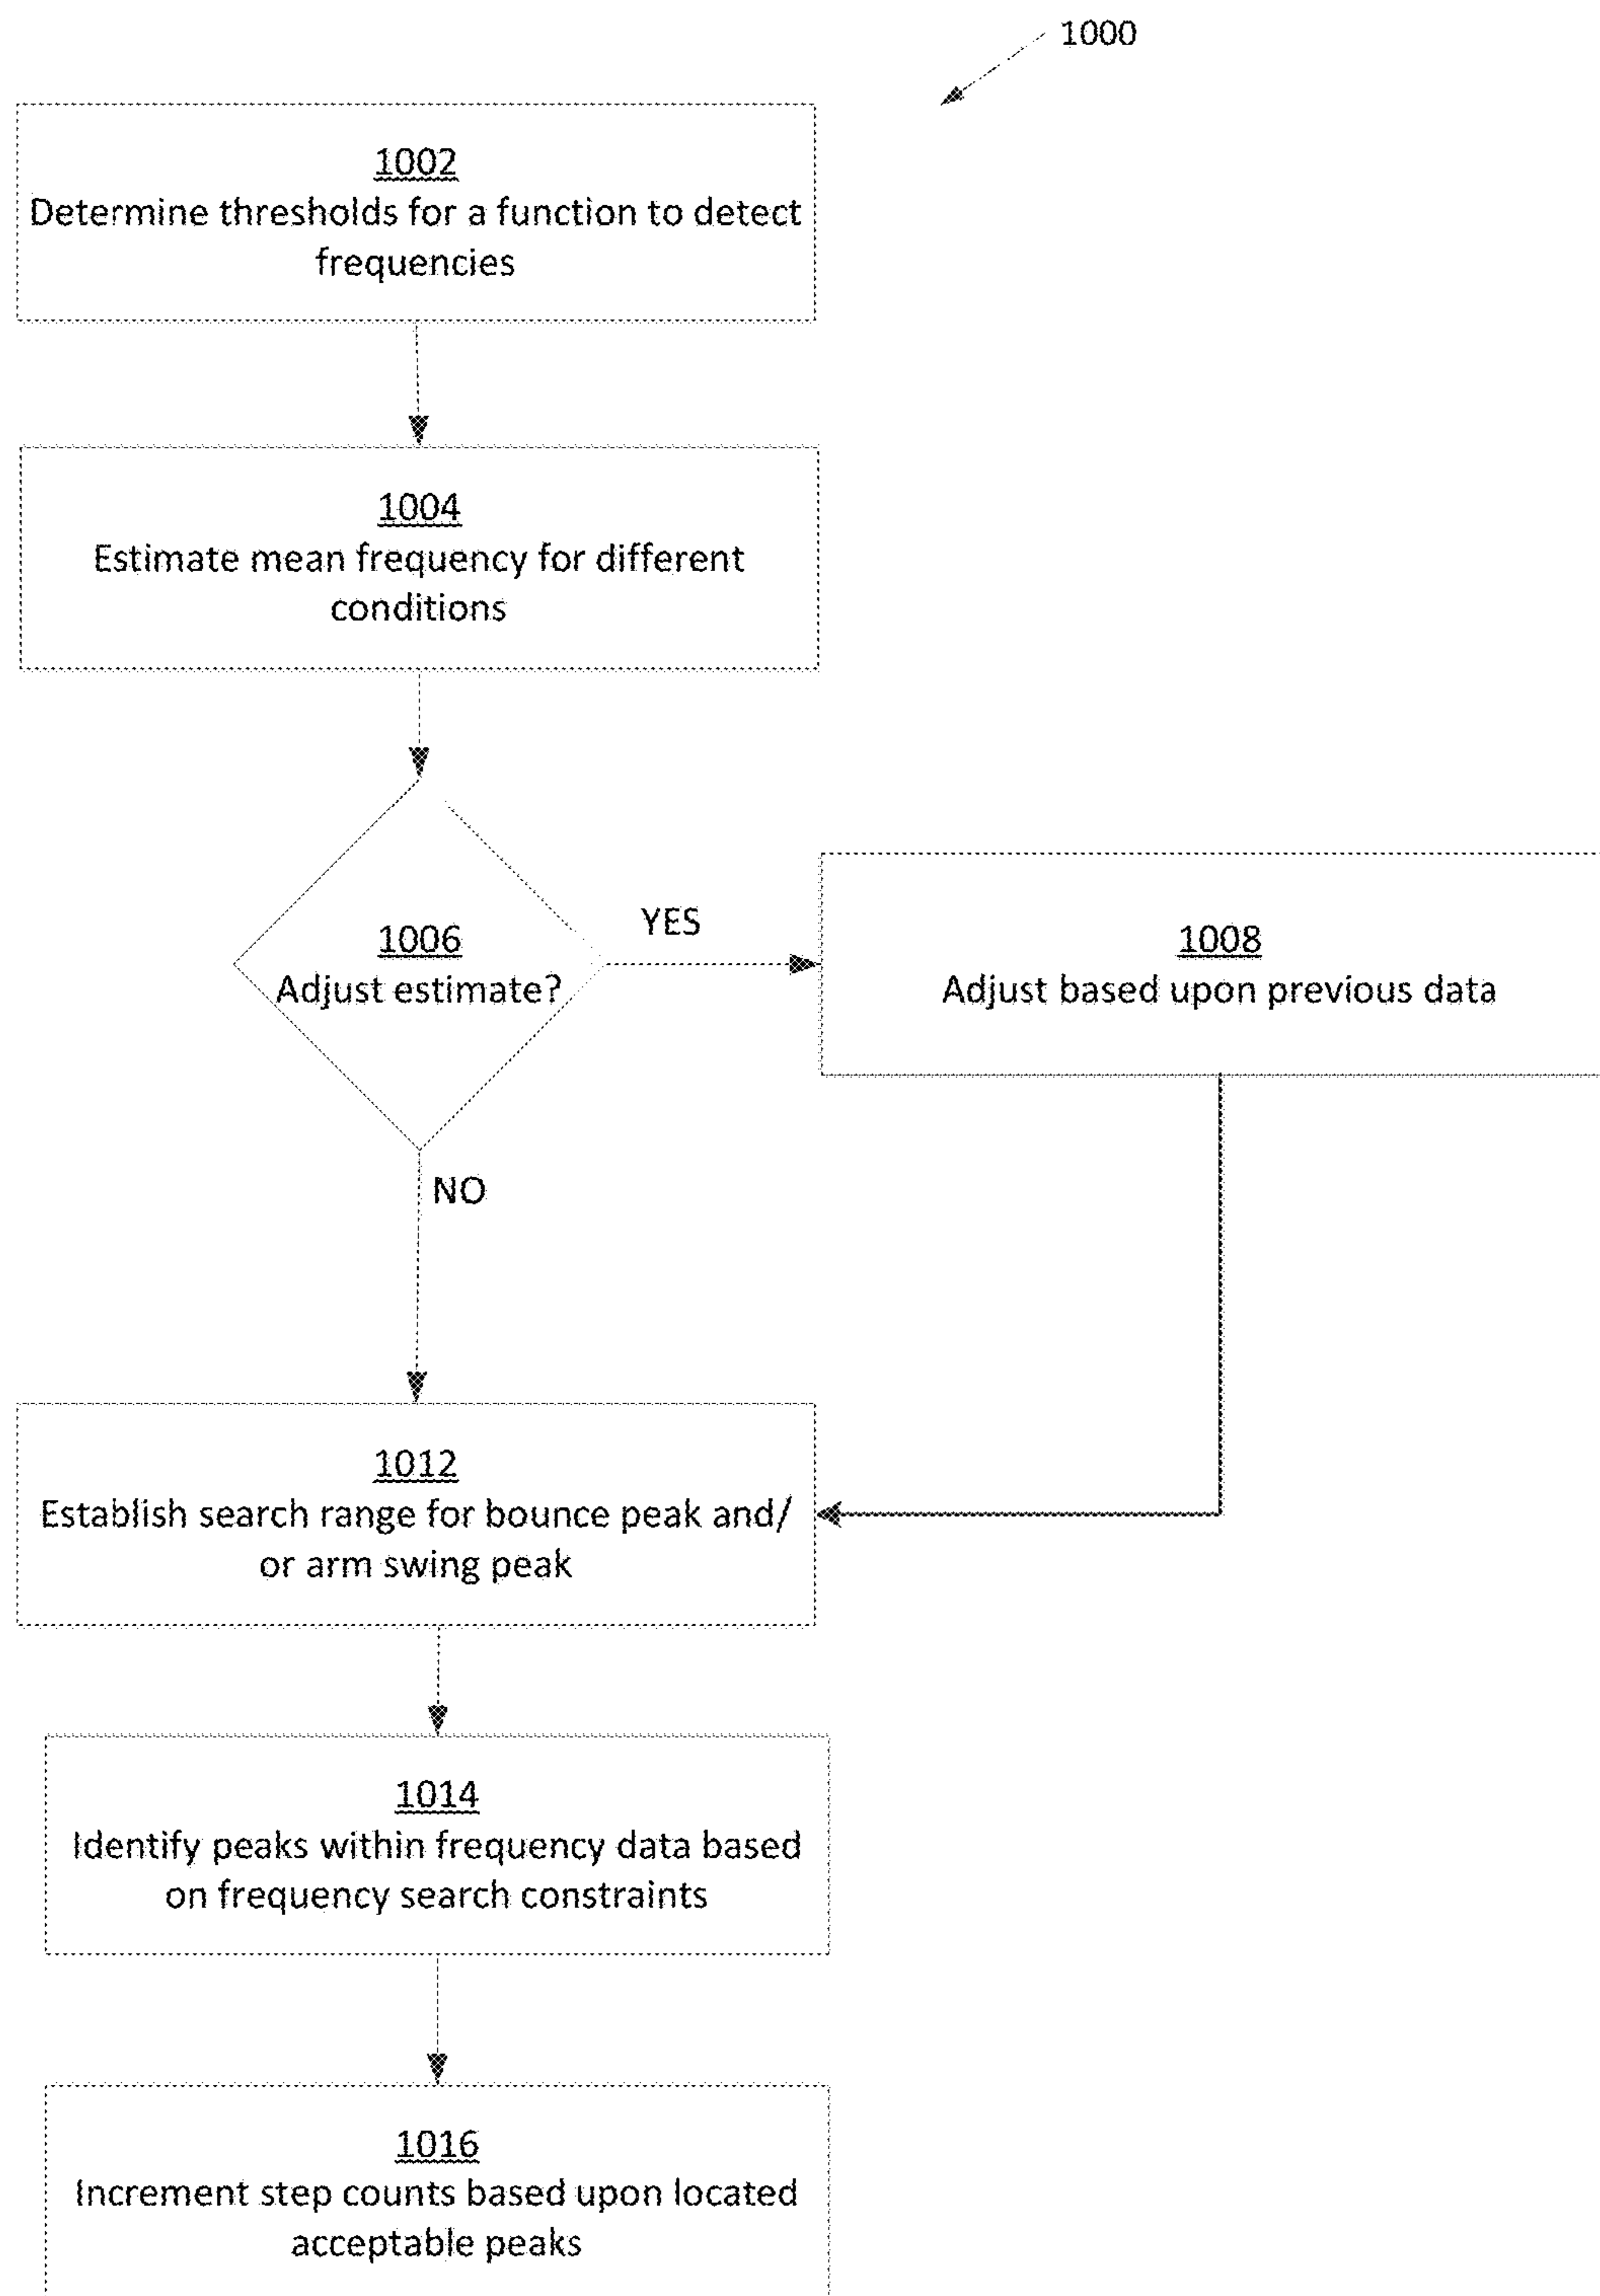 1000
1002
Determine thresholds for a function to detect
frequencies
1004
Estimate mean frequency for different
conditions
1006
Adjust estimate?
YES
1008
Adjust based upon previous data
NO
1012
Establish search range for bounce peak and/
or arm swing peak
1014
Identify peaks within frequency data based
on frequency search constraints
1016
Increment step counts based upon located
acceptable peaks